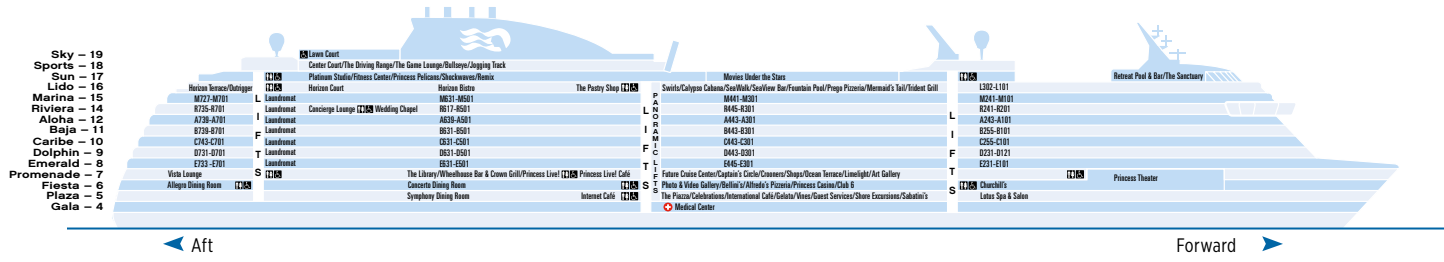 Sky – 19 Lawn Court
Sports – 18 Center Court/The Driving Range/The Game Lounge/Bullseye/Jogging Track
Sun – 17 Platinum Studio/Fitness Center/Princess Pelicans/Shockwaves/Remix Movies Under the Stars Retreat Pool & Bar/The Sanctuary
Lido – 16 Horizon Terrace/Outrigger Horizon Court Horizon Bistro The Pastry Shop Swirls/Calypso Cabana/SeaWalk/SeaView Bar/Fountain Pool/Prego Pizzeria/Mermaid's Tail/Trident Grill L302-L101
Marina – 15 M727-M701 Laundromat M631-M501 M441-M301 M241-M101
Riviera – 14 R735-R701 Laundromat Concierge Lounge Wedding Chapel R617-R501 R445-R301 R241-R201
Aloha – 12 A739-A701 Laundromat A639-A501 A443-A301 A243-A101
Baja – 11 B739-B701 Laundromat B631-B501 B443-B301 B255-B101
Caribe – 10 C743-C701 Laundromat C631-C501 C443-C301 C255-C101
Dolphin – 9 D731-D701 Laundromat D631-D501 D443-D301 D231-D121
Emerald – 8 E733 -E701 Laundromat E631-E501 E445-E301 E231-E101
Promenade – 7 Vista Lounge The Library/Wheelhouse Bar & Crown Grill/Princess Live! Princess Live! Café Future Cruise Center/Captain's Circle/Crooners/Shops/Ocean Terrace/Limelight/Art Gallery
Fiesta – 6 Allegro Dining Room Concerto Dining Room Photo & Video Gallery/Bellini's/Alfredo's Pizzeria/Princess Casino/Club 6 Churchill's Princess Theater
Plaza – 5 Symphony Dining Room Internet Café The Piazza/Celebrations/International Café/Gelato/Vines/Guest Services/Shore Excursions/Sabatini's Lotus Spa & Salon
Gala – 4 Medical Center
LIFTS
LIFTS
PANORAMIC LIFTS
LIFTS
Aft Forward